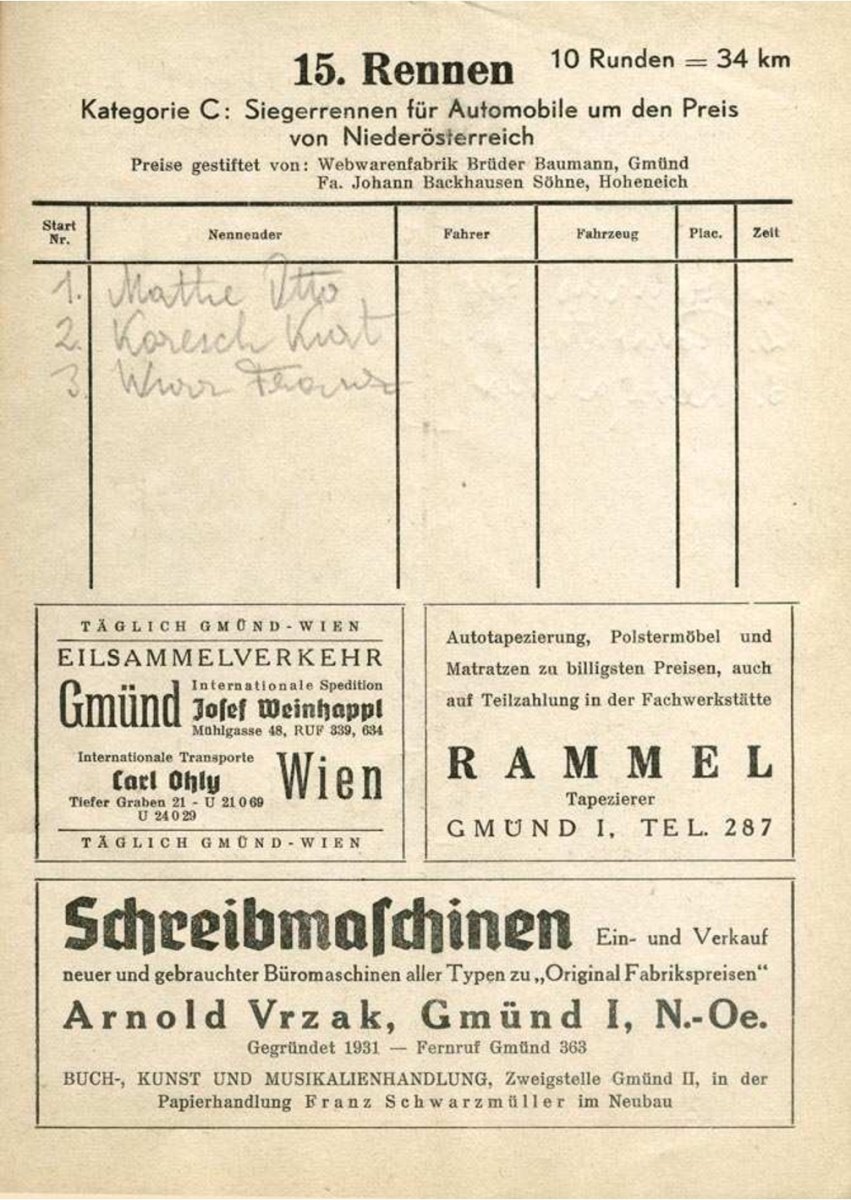 15. Rennen 10 Runden = 34 km
Kategorie C: Siegerrennen für Automobile um den Preis
von Niederösterreich
Preise gestiftet von: Webwarenfabrik Brüder Baumann, Gmünd
Fa. Johann Backhausen Söhne, Hoheneich
Start Nr. Nennender Fahrer Fahrzeug Plac. Zeit
1. Mathe Otto
2. Koresch Kurt
3. Wurr Franz
TÄGLICH GMÜND-WIEN
EILSAMMELVERKEHR
Gmünd
Internationale Spedition
Josef Weinhappl
Mühlgasse 48, RUF 339, 634
Internationale Transporte
Carl Ohly
Tiefer Graben 21 - U 21069
U 24029
Wien
TÄGLICH GMÜND-WIEN
Autotapezierung, Polstermöbel und
Matratzen zu billigsten Preisen, auch
auf Teilzahlung in der Fachwerkstätte
RAMMEL
Tapezierer
GMÜND I, TEL. 287
Schreibmaschinen Ein- und Verkauf
neuer und gebrauchter Büromaschinen aller Typen zu „Original Fabrikspreisen“
Arnold Vrzak, Gmünd I, N.-Oe.
Gegründet 1931 — Fernruf Gmünd 363
BUCH-, KUNST UND MUSIKALIENHANDLUNG, Zweigstelle Gmünd II, in der
Papierhandlung Franz Schwarzmüller im Neubau